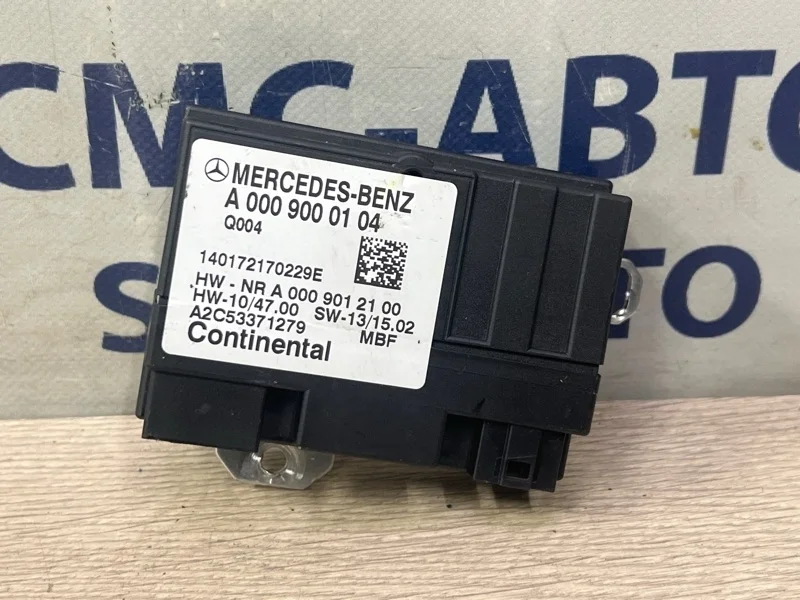 СМС-АВТО
MERCEDES-BENZ
A 000 900 01 04
Q004
140172170229E
HW - NR A 000 901 21 00
HW-10/47.00 SW-13/15.02
A2C53371279 MBF
Continental